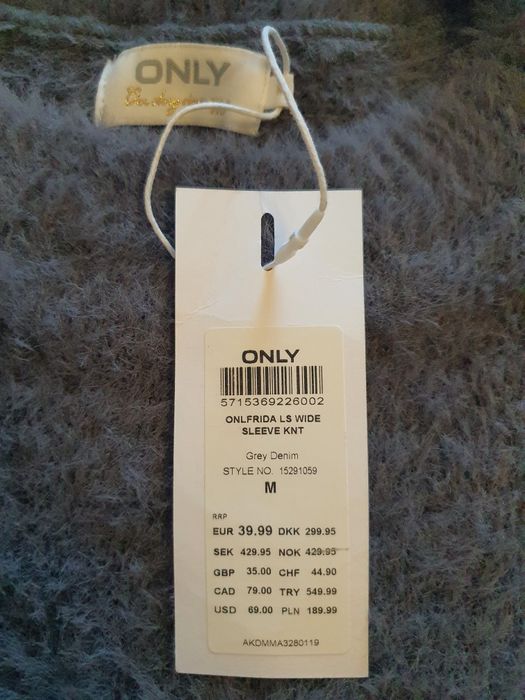 ONLY
ONLY
5715369226002
ONLFRIDA LS WIDE
SLEEVE KNT
Grey Denim
STYLE NO. 15291059
M
RRP
EUR 39.99 DKK 299.95
SEK 429.95 NOK 429.95
GBP 35.00 CHF 44.90
CAD 79.00 TRY 549.99
USD 69.00 PLN 189.99
AKDMMA3280119